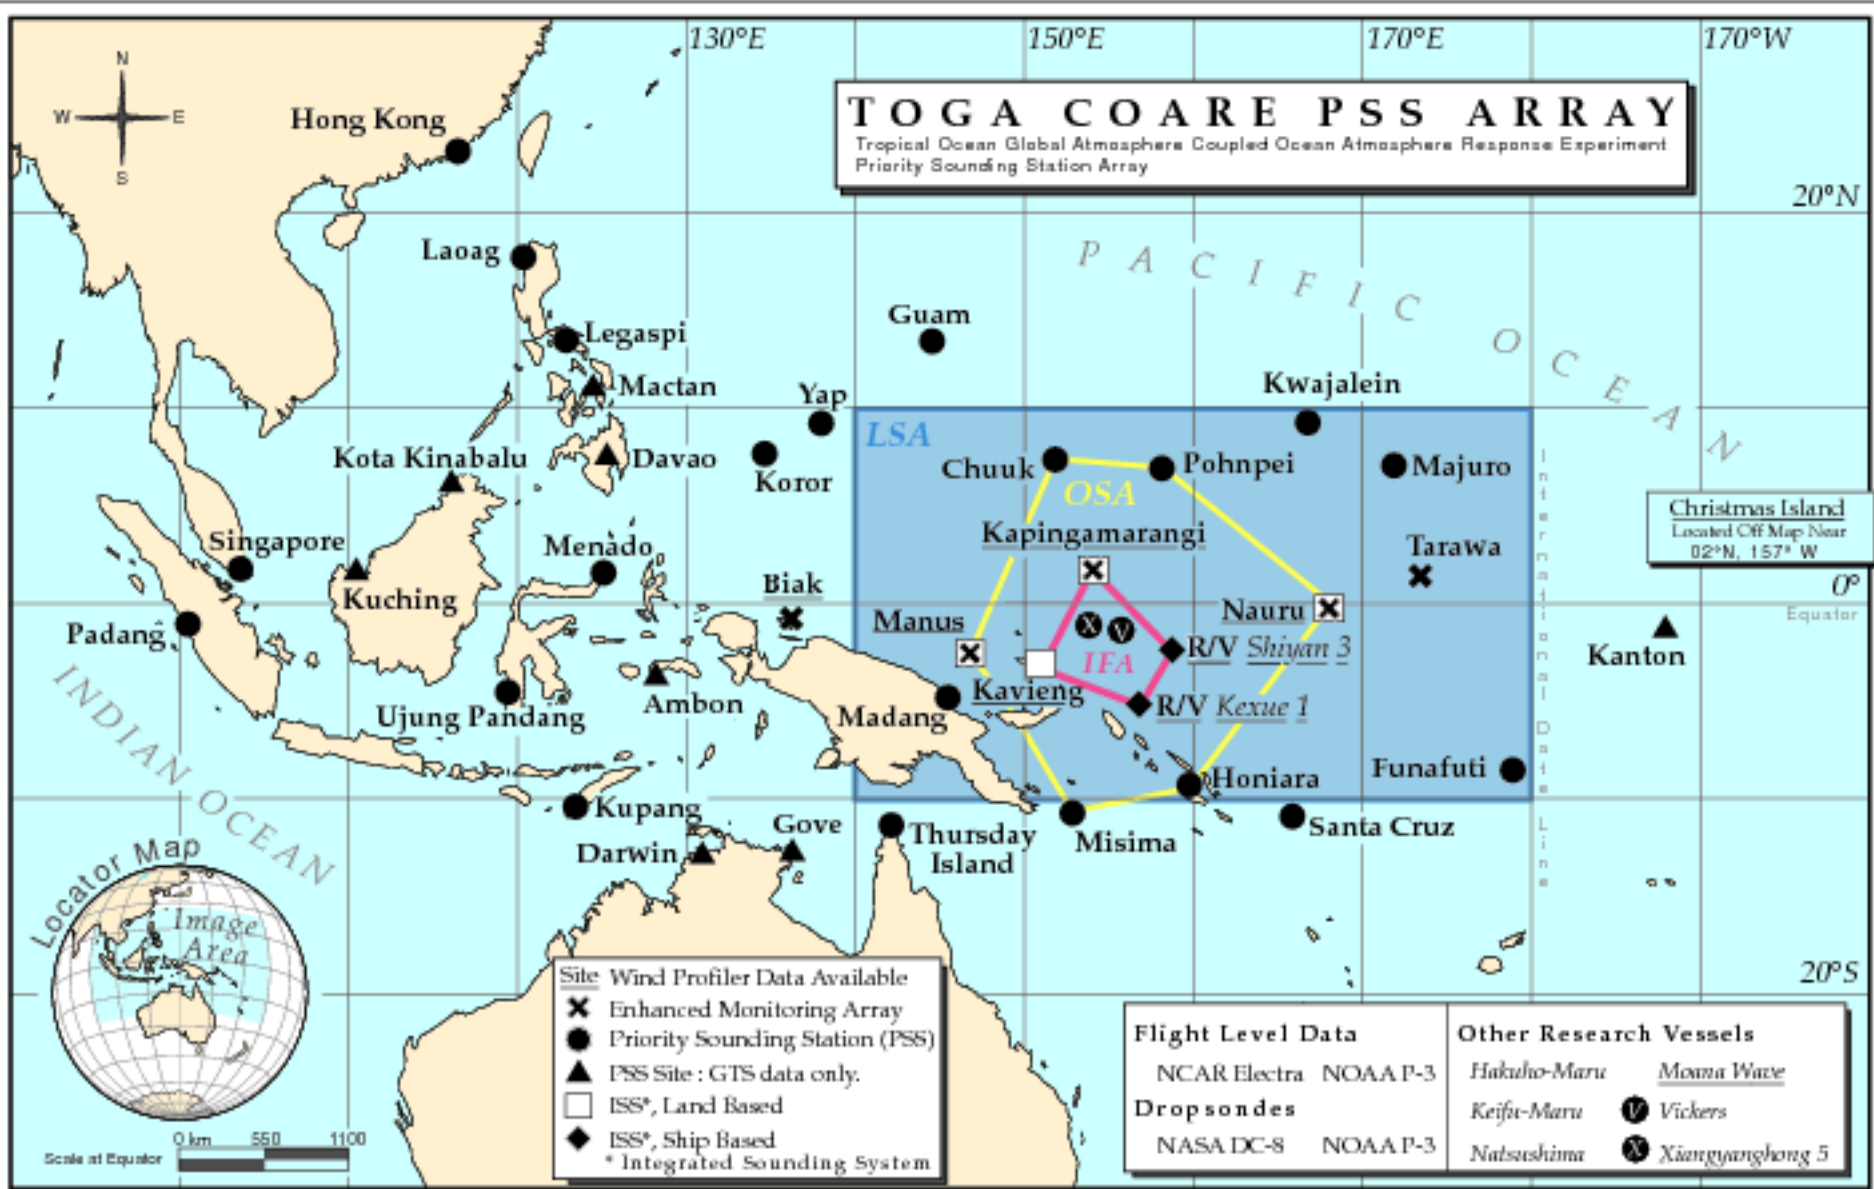 130°E
150°E
170°E
170°W
N
W E
S
TOGA COARE PSS ARRAY
Tropical Ocean Global Atmosphere Coupled Ocean Atmosphere Response Experiment
Priority Sounding Station Array
Hong Kong
20°N
PACIFIC OCEAN
Laoag
Guam
Legaspi
Mactan
Yap
Kwajalein
LSA
Kota Kinabalu
Davao
Koror
Chuuk
Pohnpei
Majuro
OSA
Christmas Island
Located Off Map Near
02°N, 157° W
Singapore
Menado
Kapingamarangi
Tarawa
0°
Equator
Biak
Kuching
Manus
Nauru
Padang
R/V Shiyan 3
Kanton
X
V
IFA
Kavieng
R/V Kexue 1
Ambon
Ujung Pandang
Madang
INDIAN OCEAN
International Date Line
Honiara
Funafuti
Kupang
Gove
Thursday
Island
Misima
Santa Cruz
Darwin
Locator Map
Image
Area
20°S
Site Wind Profiler Data Available
Enhanced Monitoring Array
Priority Sounding Station (PSS)
PSS Site : GTS data only.
ISS*, Land Based
ISS*, Ship Based
* Integrated Sounding System
0 km 550 1100
Scale at Equator
Flight Level Data
NCAR Electra NOAA P-3
Dropsondes
NASA DC-8 NOAA P-3
Other Research Vessels
Hakuho-Maru Moana Wave
Keifu-Maru V Vickers
Natsushima X Xiangyanghong 5